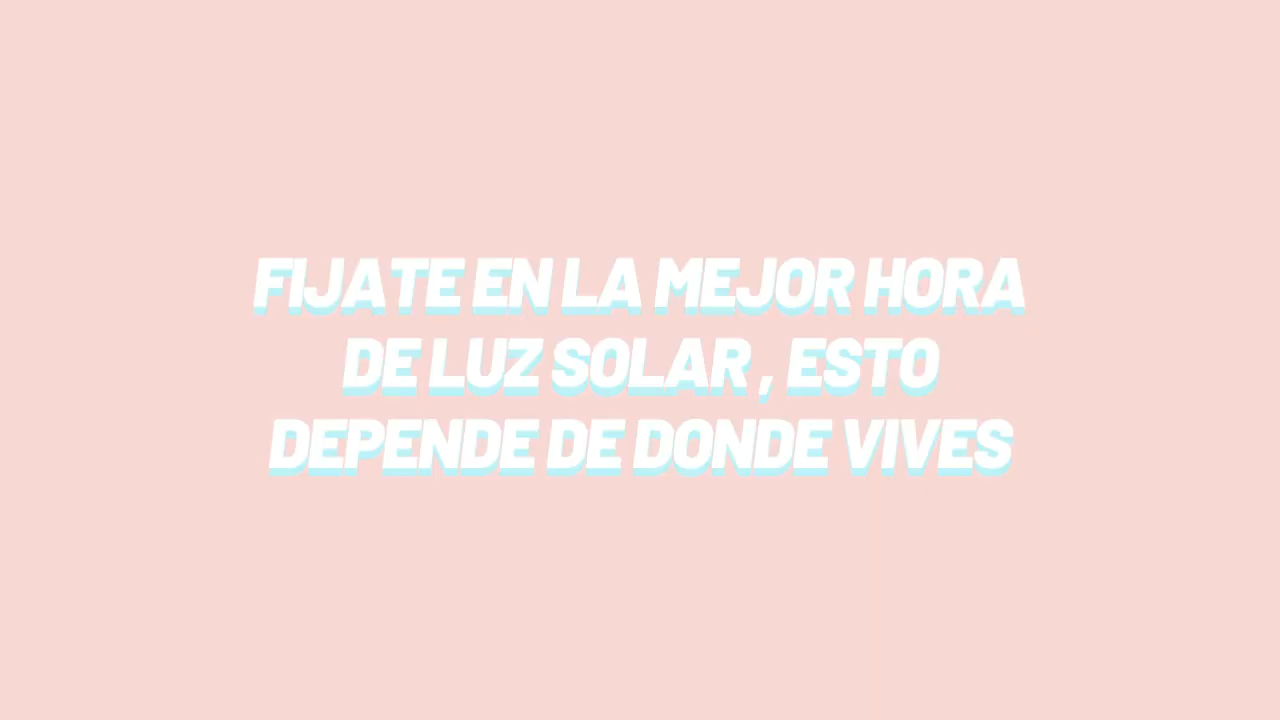 FIJATE EN LA MEJOR HORA
DE LUZ SOLAR , ESTO
DEPENDE DE DONDE VIVES